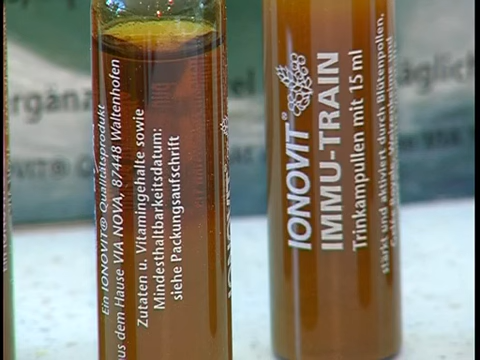 Ein IONOVIT® Qualitätsprodukt
aus dem Hause VIA NOVA, 87448 Waltenhofen
Zutaten u. Vitamingehalte sowie
Mindesthaltbarkeitsdatum:
siehe Packungsaufschrift
IONOVIT
IONOVIT®
IMMU-TRAIN
Trinkampullen mit 15 ml
stärkt und aktiviert durch Blütenpollen,